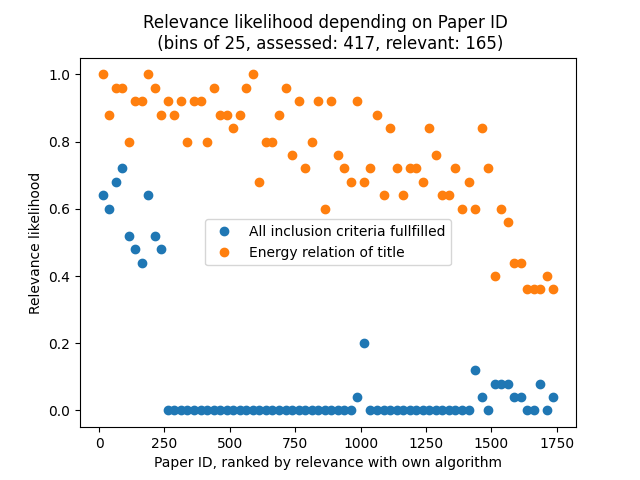 Relevance likelihood depending on Paper ID
(bins of 25, assessed: 417, relevant: 165)
1.0
0.8
0.6
0.4
0.2
0.0
Relevance likelihood
All inclusion criteria fullfilled
Energy relation of title
0
250
500
750
1000
1250
1500
1750
Paper ID, ranked by relevance with own algorithm